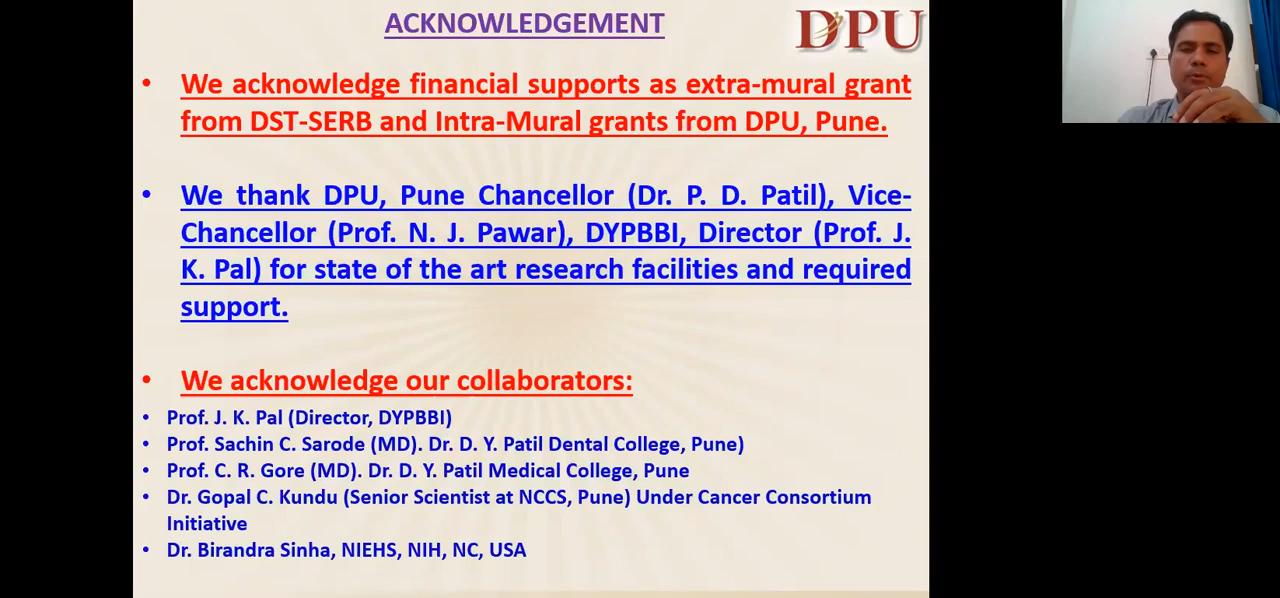 ACKNOWLEDGEMENT
DPU
• We acknowledge financial supports as extra-mural grant
from DST-SERB and Intra-Mural grants from DPU, Pune.
• We thank DPU, Pune Chancellor (Dr. P. D. Patil), Vice-
Chancellor (Prof. N. J. Pawar), DYPBBI, Director (Prof. J.
K. Pal) for state of the art research facilities and required
support.
• We acknowledge our collaborators:
• Prof. J. K. Pal (Director, DYPBBI)
• Prof. Sachin C. Sarode (MD). Dr. D. Y. Patil Dental College, Pune)
• Prof. C. R. Gore (MD). Dr. D. Y. Patil Medical College, Pune
• Dr. Gopal C. Kundu (Senior Scientist at NCCS, Pune) Under Cancer Consortium
Initiative
• Dr. Birandra Sinha, NIEHS, NIH, NC, USA